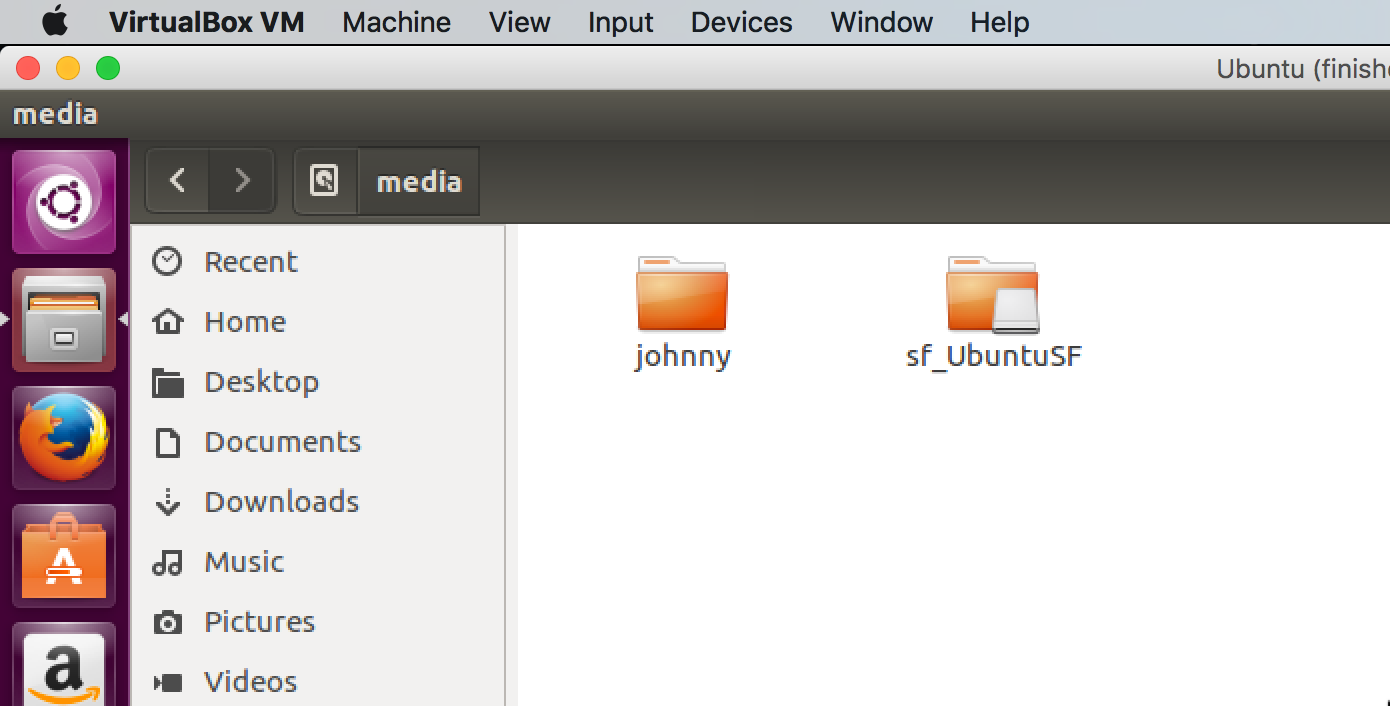 VirtualBox VM Machine View Input Devices Window Help
Ubuntu (finish
media
media
Recent
Home
Desktop
Documents
Downloads
Music
Pictures
Videos
johnny sf_UbuntuSF